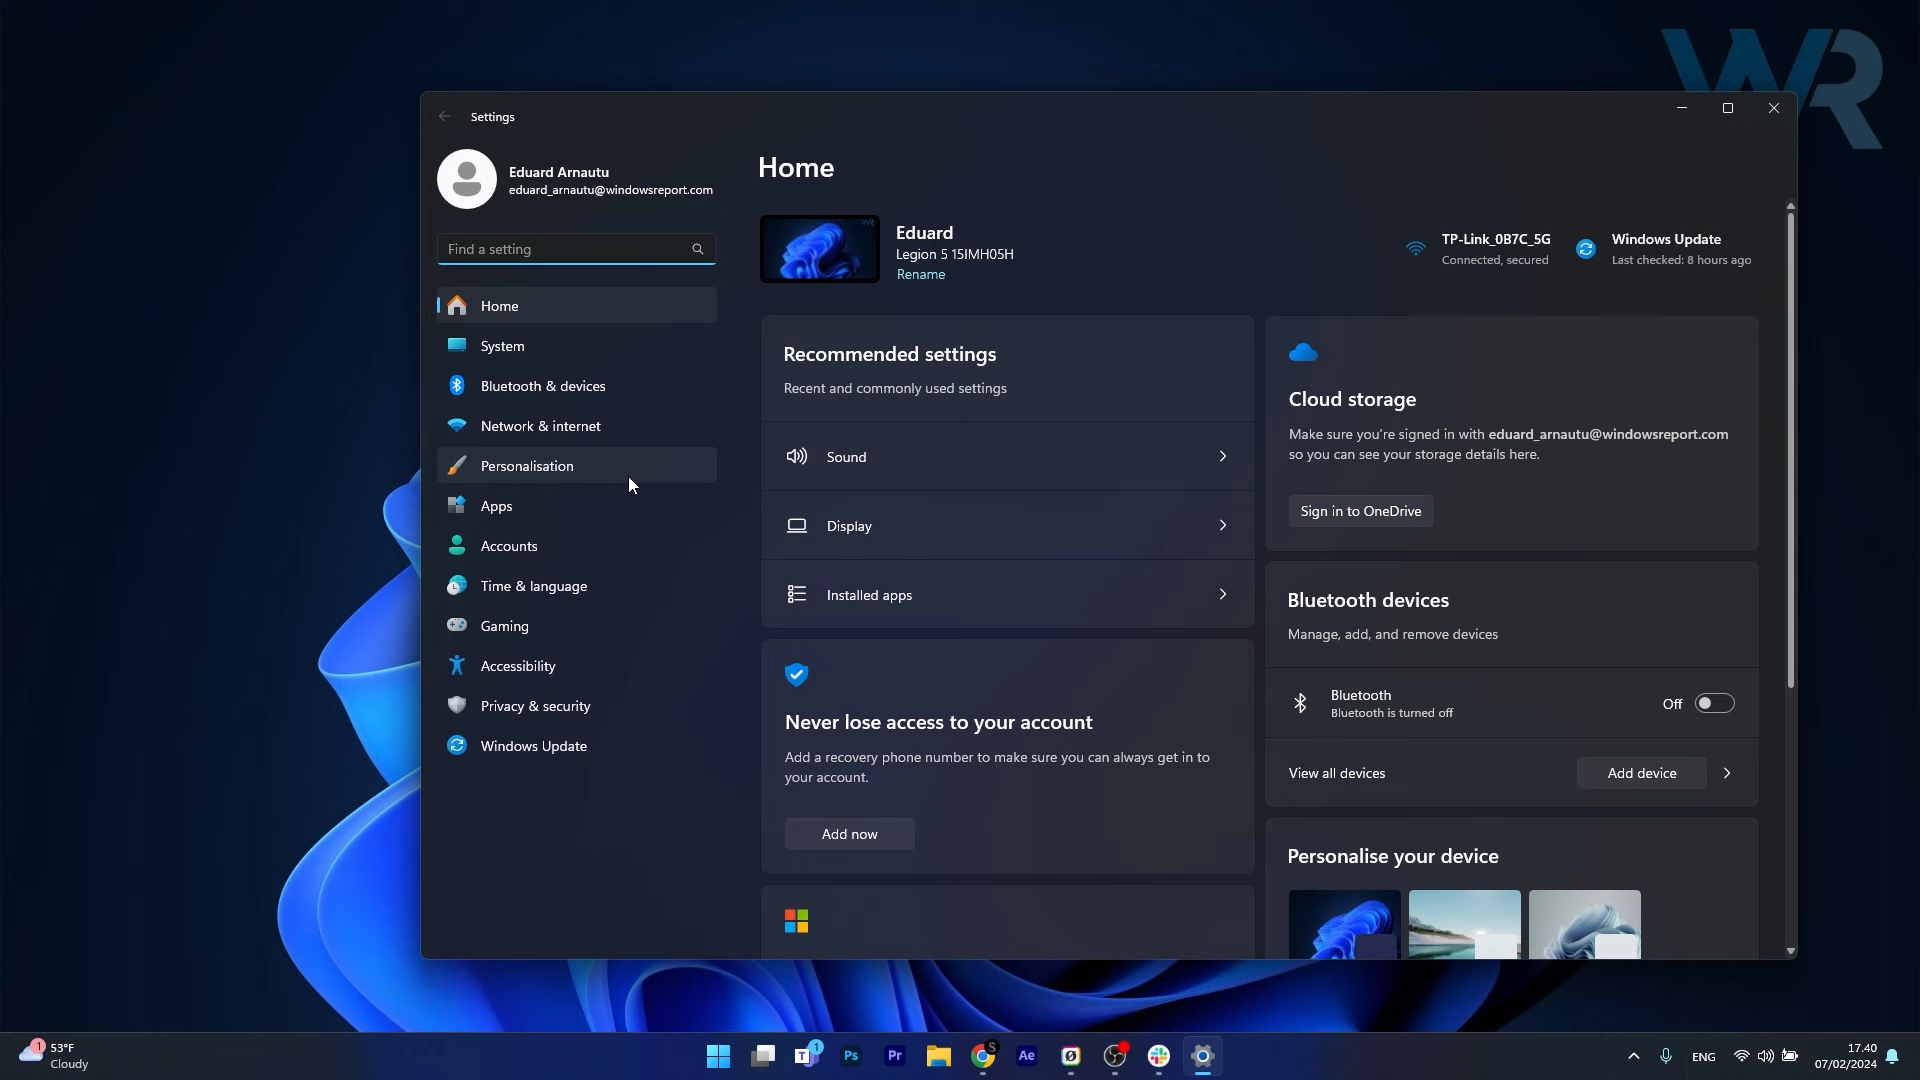 WR
Settings
Eduard Arnautu
eduard_arnautu@windowsreport.com
Find a setting
Home
System
Bluetooth & devices
Network & internet
Personalisation
Apps
Accounts
Time & language
Gaming
Accessibility
Privacy & security
Windows Update
Home
Eduard
Legion 5 15IMH05H
Rename
TP-Link_0B7C_5G
Connected, secured
Windows Update
Last checked: 8 hours ago
Recommended settings
Recent and commonly used settings
Sound
Display
Installed apps
Never lose access to your account
Add a recovery phone number to make sure you can always get in to
your account.
Add now
Cloud storage
Make sure you're signed in with eduard_arnautu@windowsreport.com
so you can see your storage details here.
Sign in to OneDrive
Bluetooth devices
Manage, add, and remove devices
Bluetooth
Bluetooth is turned off
Off
View all devices
Add device
Personalise your device
1
53°F
Cloudy
T
1
Ps
Pr
S
Ae
ENG
17.40
07/02/2024